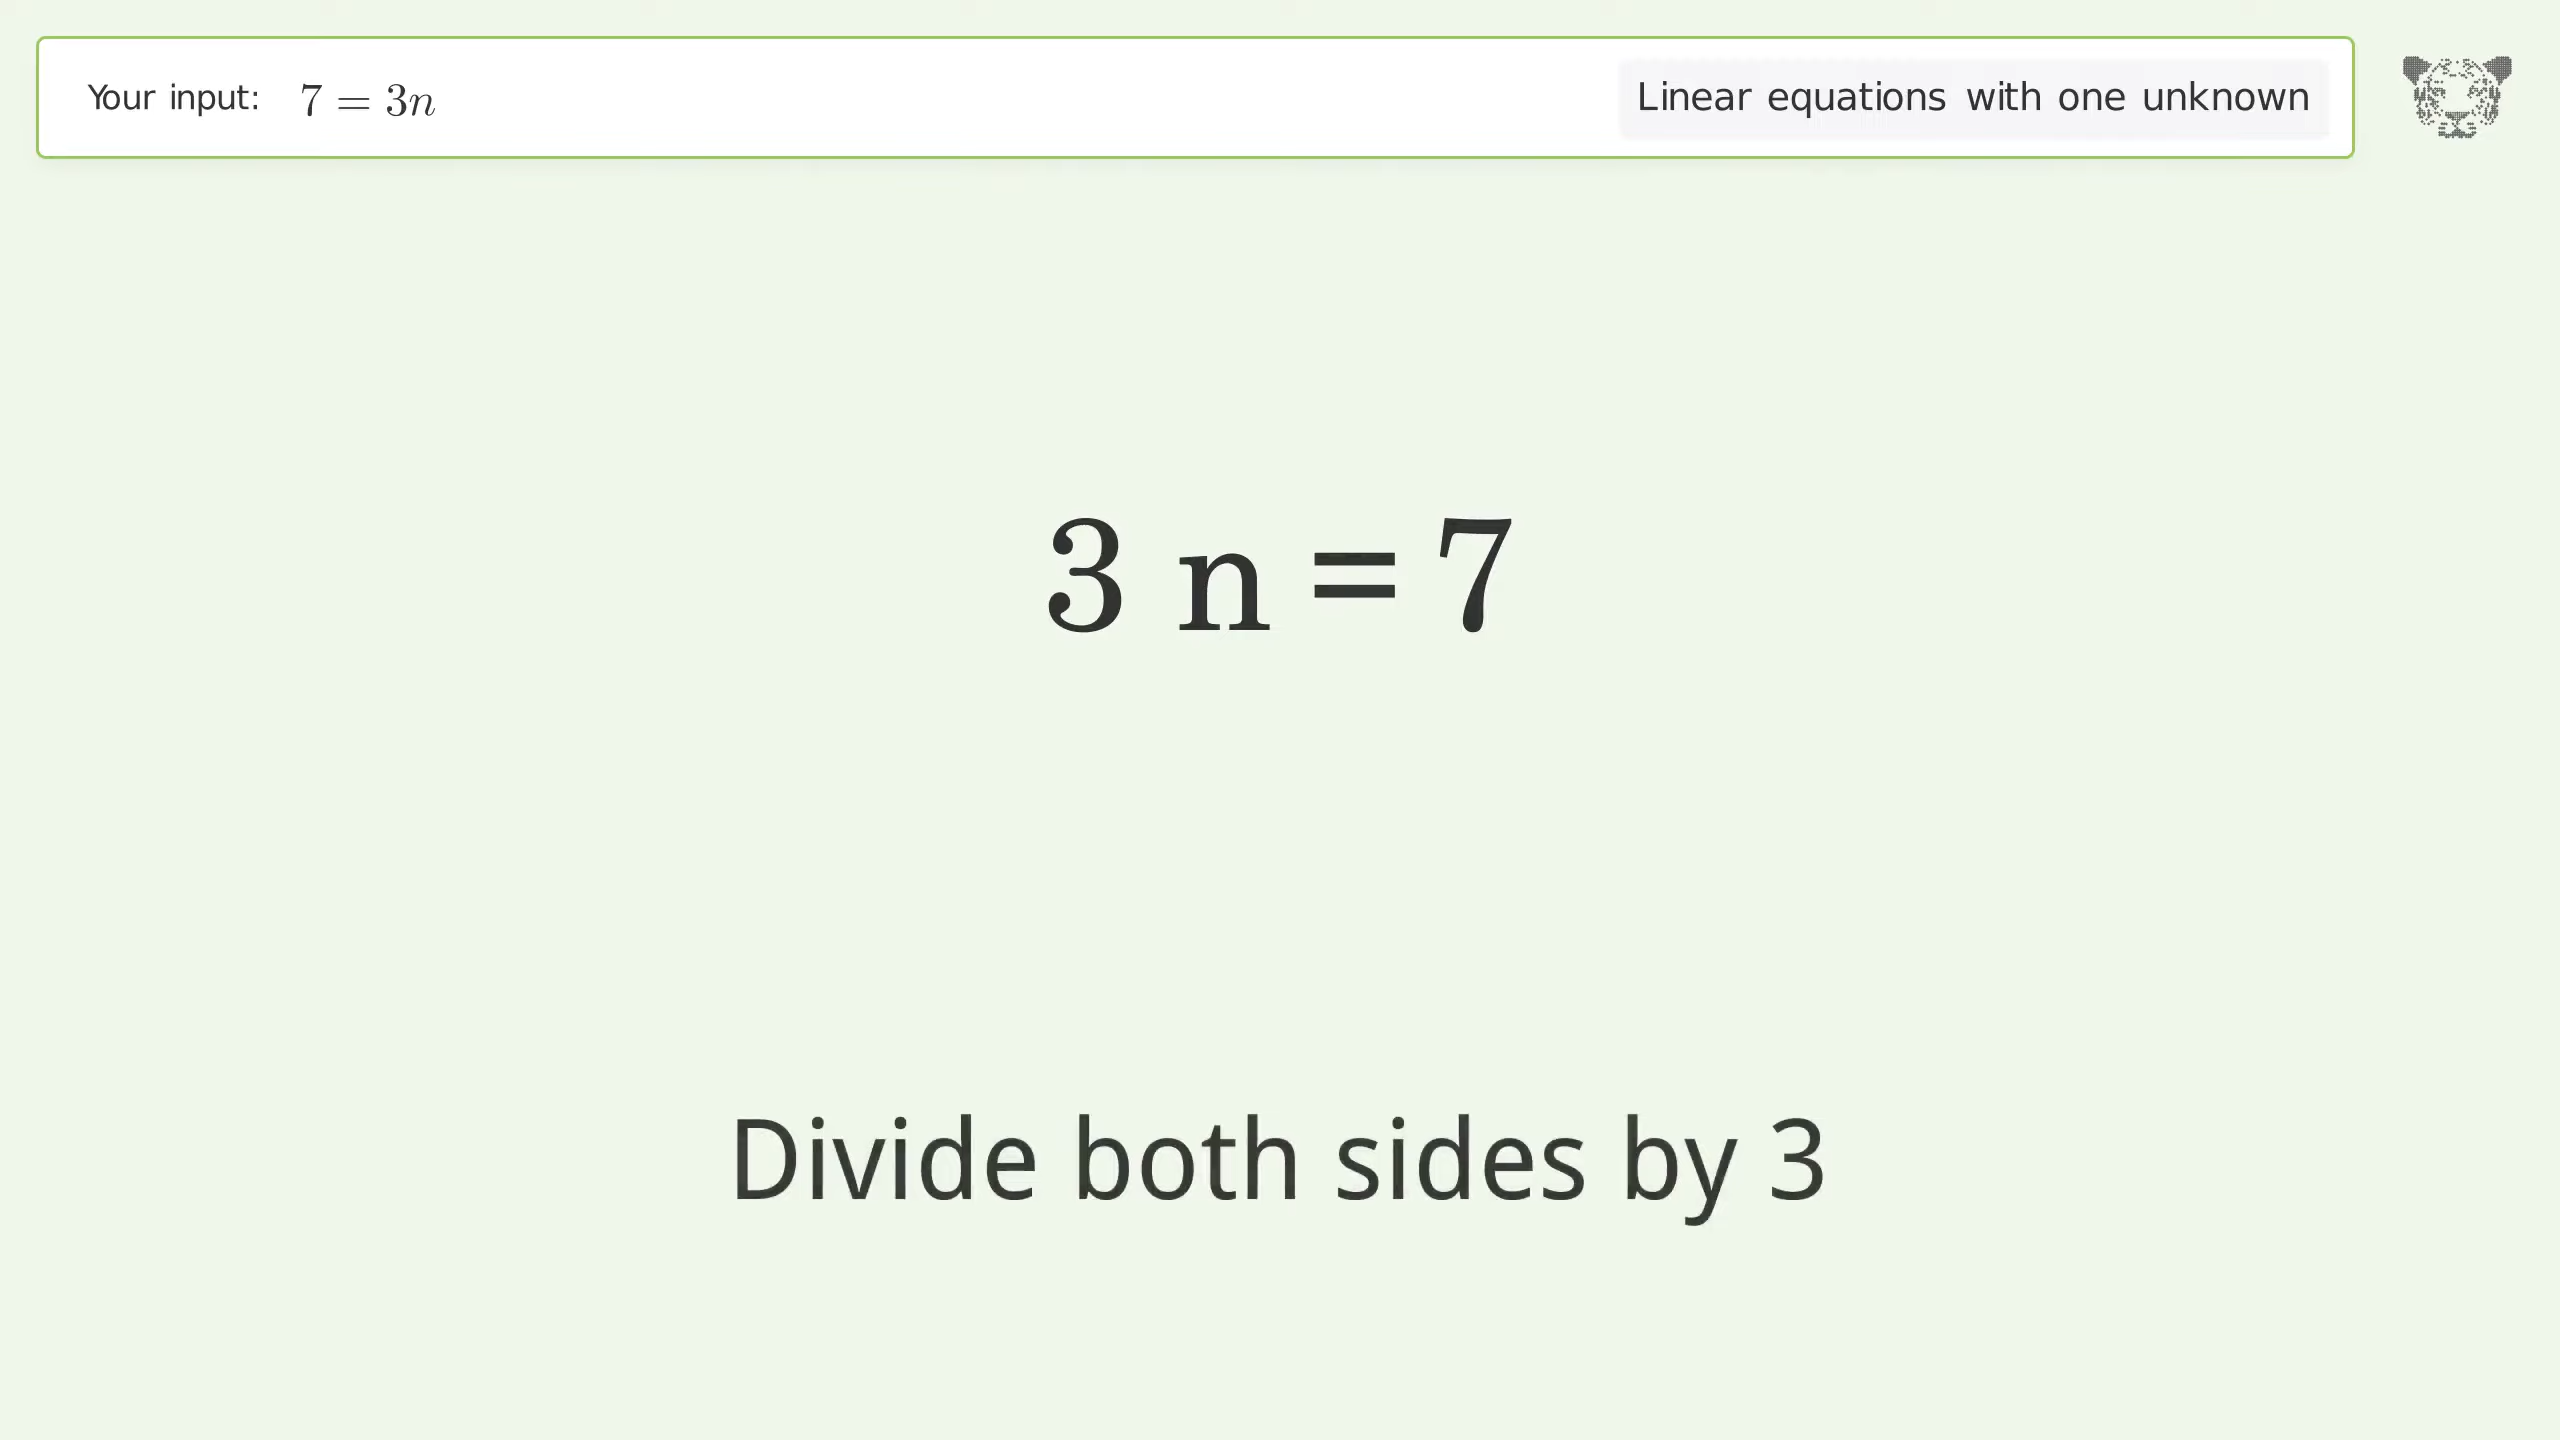 Your input: 7 = 3n
Linear equations with one unknown
3 n = 7
Divide both sides by 3